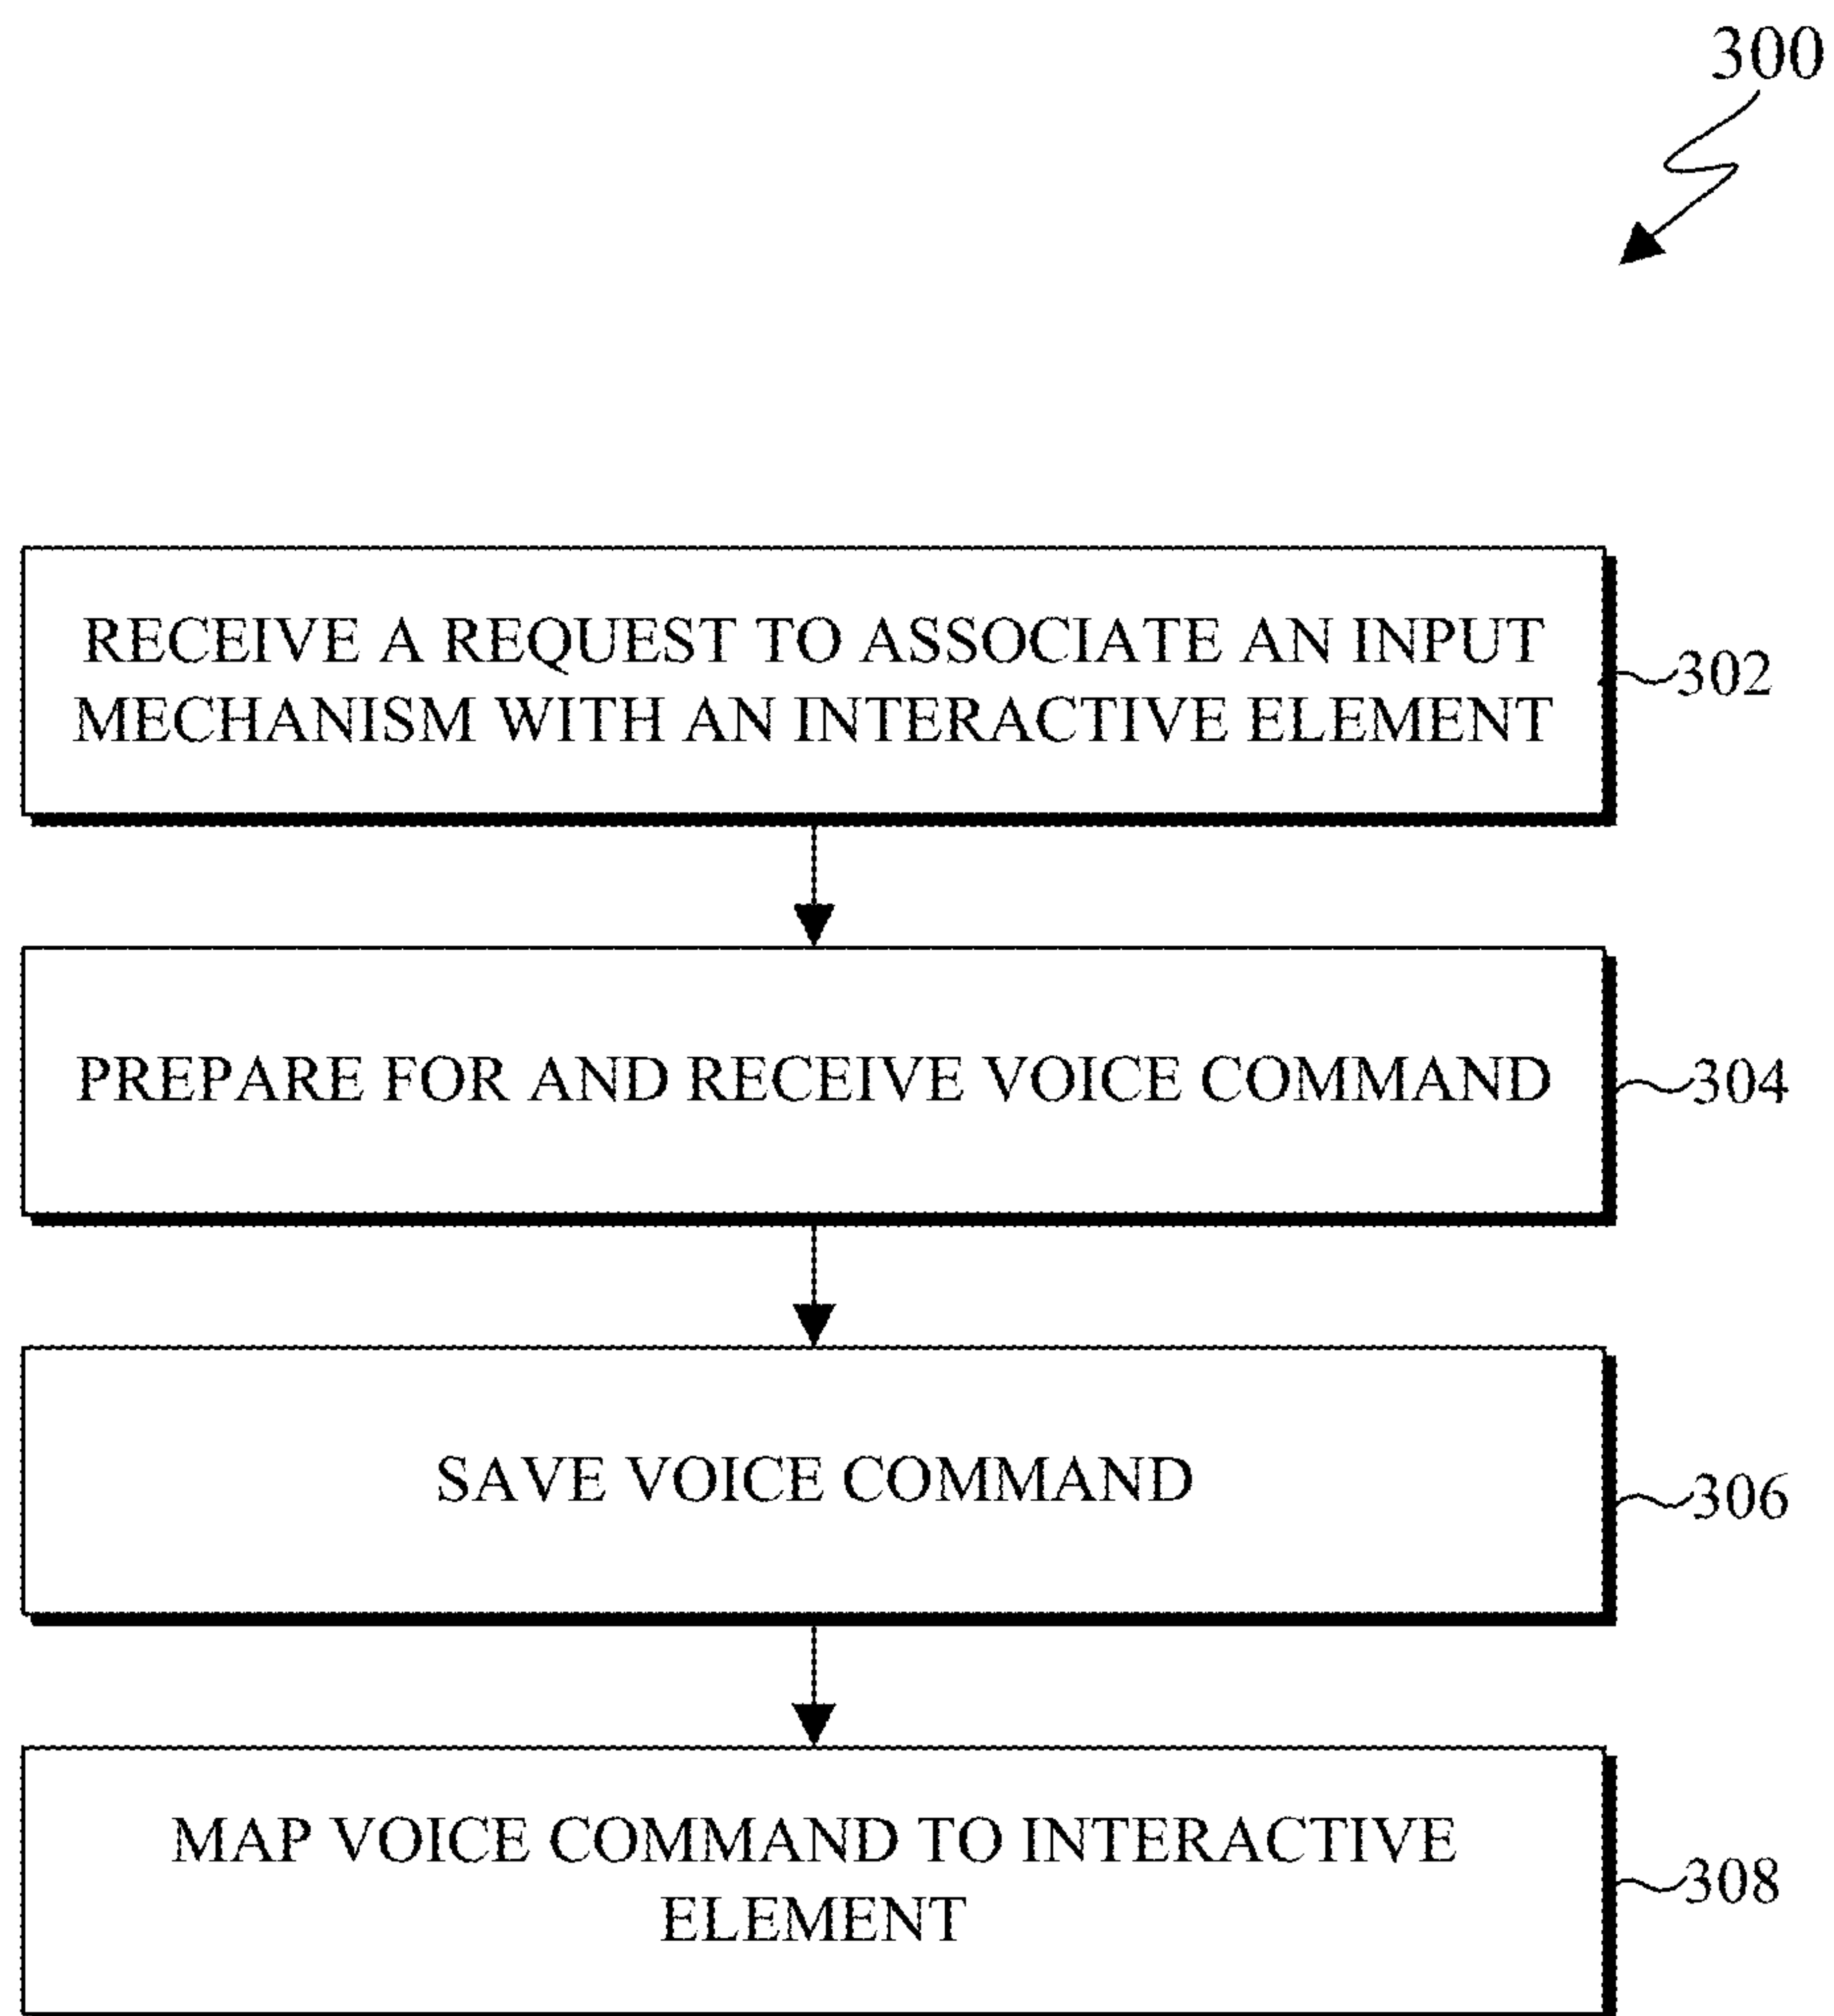 300
RECEIVE A REQUEST TO ASSOCIATE AN INPUT
MECHANISM WITH AN INTERACTIVE ELEMENT
302
PREPARE FOR AND RECEIVE VOICE COMMAND
304
SAVE VOICE COMMAND
306
MAP VOICE COMMAND TO INTERACTIVE
ELEMENT
308